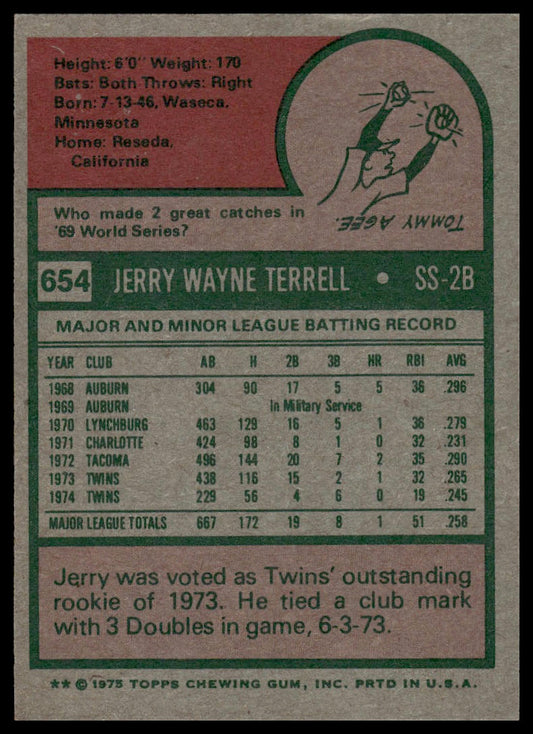 Height: 6'0" Weight: 170
Bats: Both Throws: Right
Born: 7-13-46, Waseca,
Minnesota
Home: Reseda,
California
Who made 2 great catches in
'69 World Series?
TOMMY AGEE.
654 JERRY WAYNE TERRELL • SS-2B
MAJOR AND MINOR LEAGUE BATTING RECORD
YEAR CLUB AB H 2B 3B HR RBI AVG
1968 AUBURN 304 90 17 5 5 36 .296
1969 AUBURN In Military Service
1970 LYNCHBURG 463 129 16 5 1 36 .279
1971 CHARLOTTE 424 98 8 1 0 32 .231
1972 TACOMA 496 144 20 7 2 35 .290
1973 TWINS 438 116 15 2 1 32 .265
1974 TWINS 229 56 4 6 0 19 .245
MAJOR LEAGUE TOTALS 667 172 19 8 1 51 .258
Jerry was voted as Twins' outstanding
rookie of 1973. He tied a club mark
with 3 Doubles in game, 6-3-73.
** © 1975 TOPPS CHEWING GUM, INC. PRTD IN U.S.A.